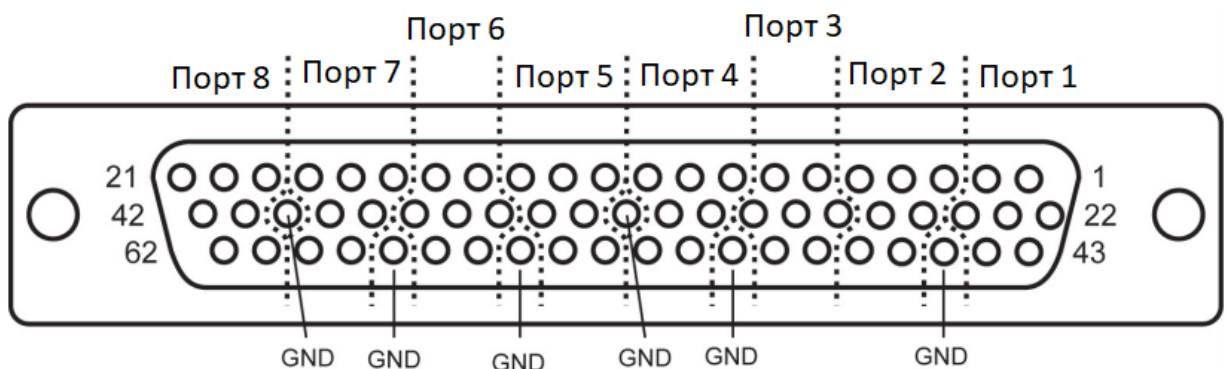 Порт 6 Порт 3
Порт 8 Порт 7 Порт 5 Порт 4 Порт 2 Порт 1
21 1
42 22
62 43
GND GND GND GND GND GND